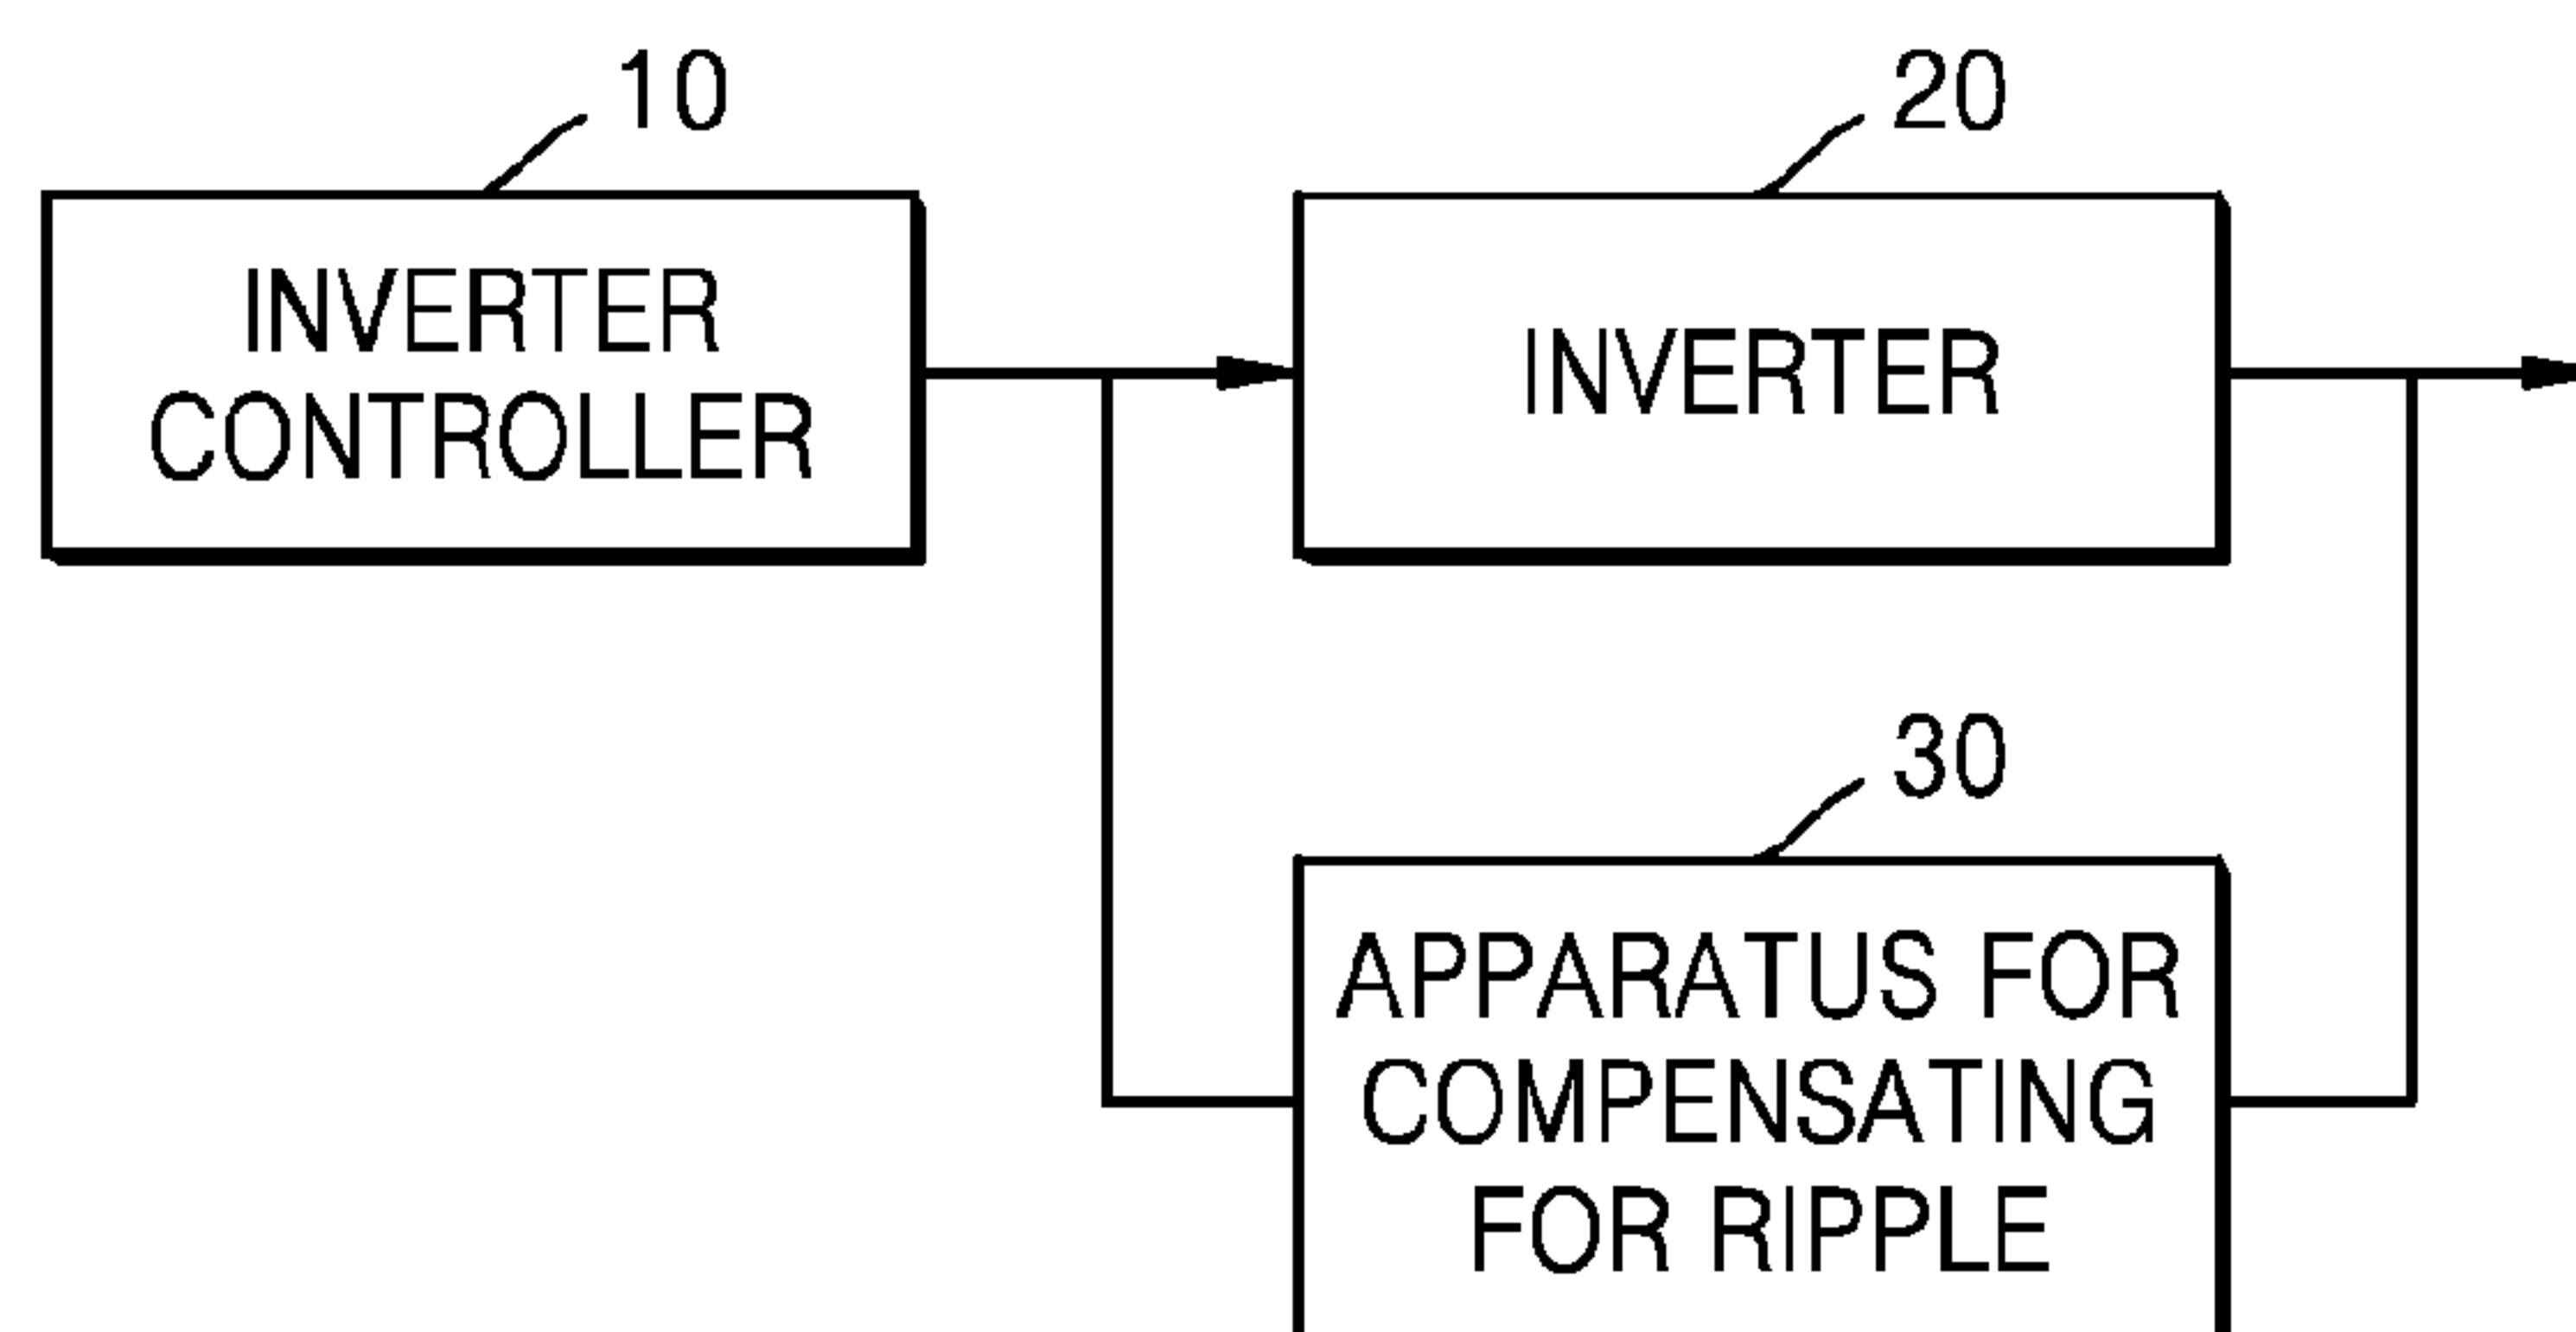 10
20
INVERTER
CONTROLLER
INVERTER
30
APPARATUS FOR
COMPENSATING
FOR RIPPLE